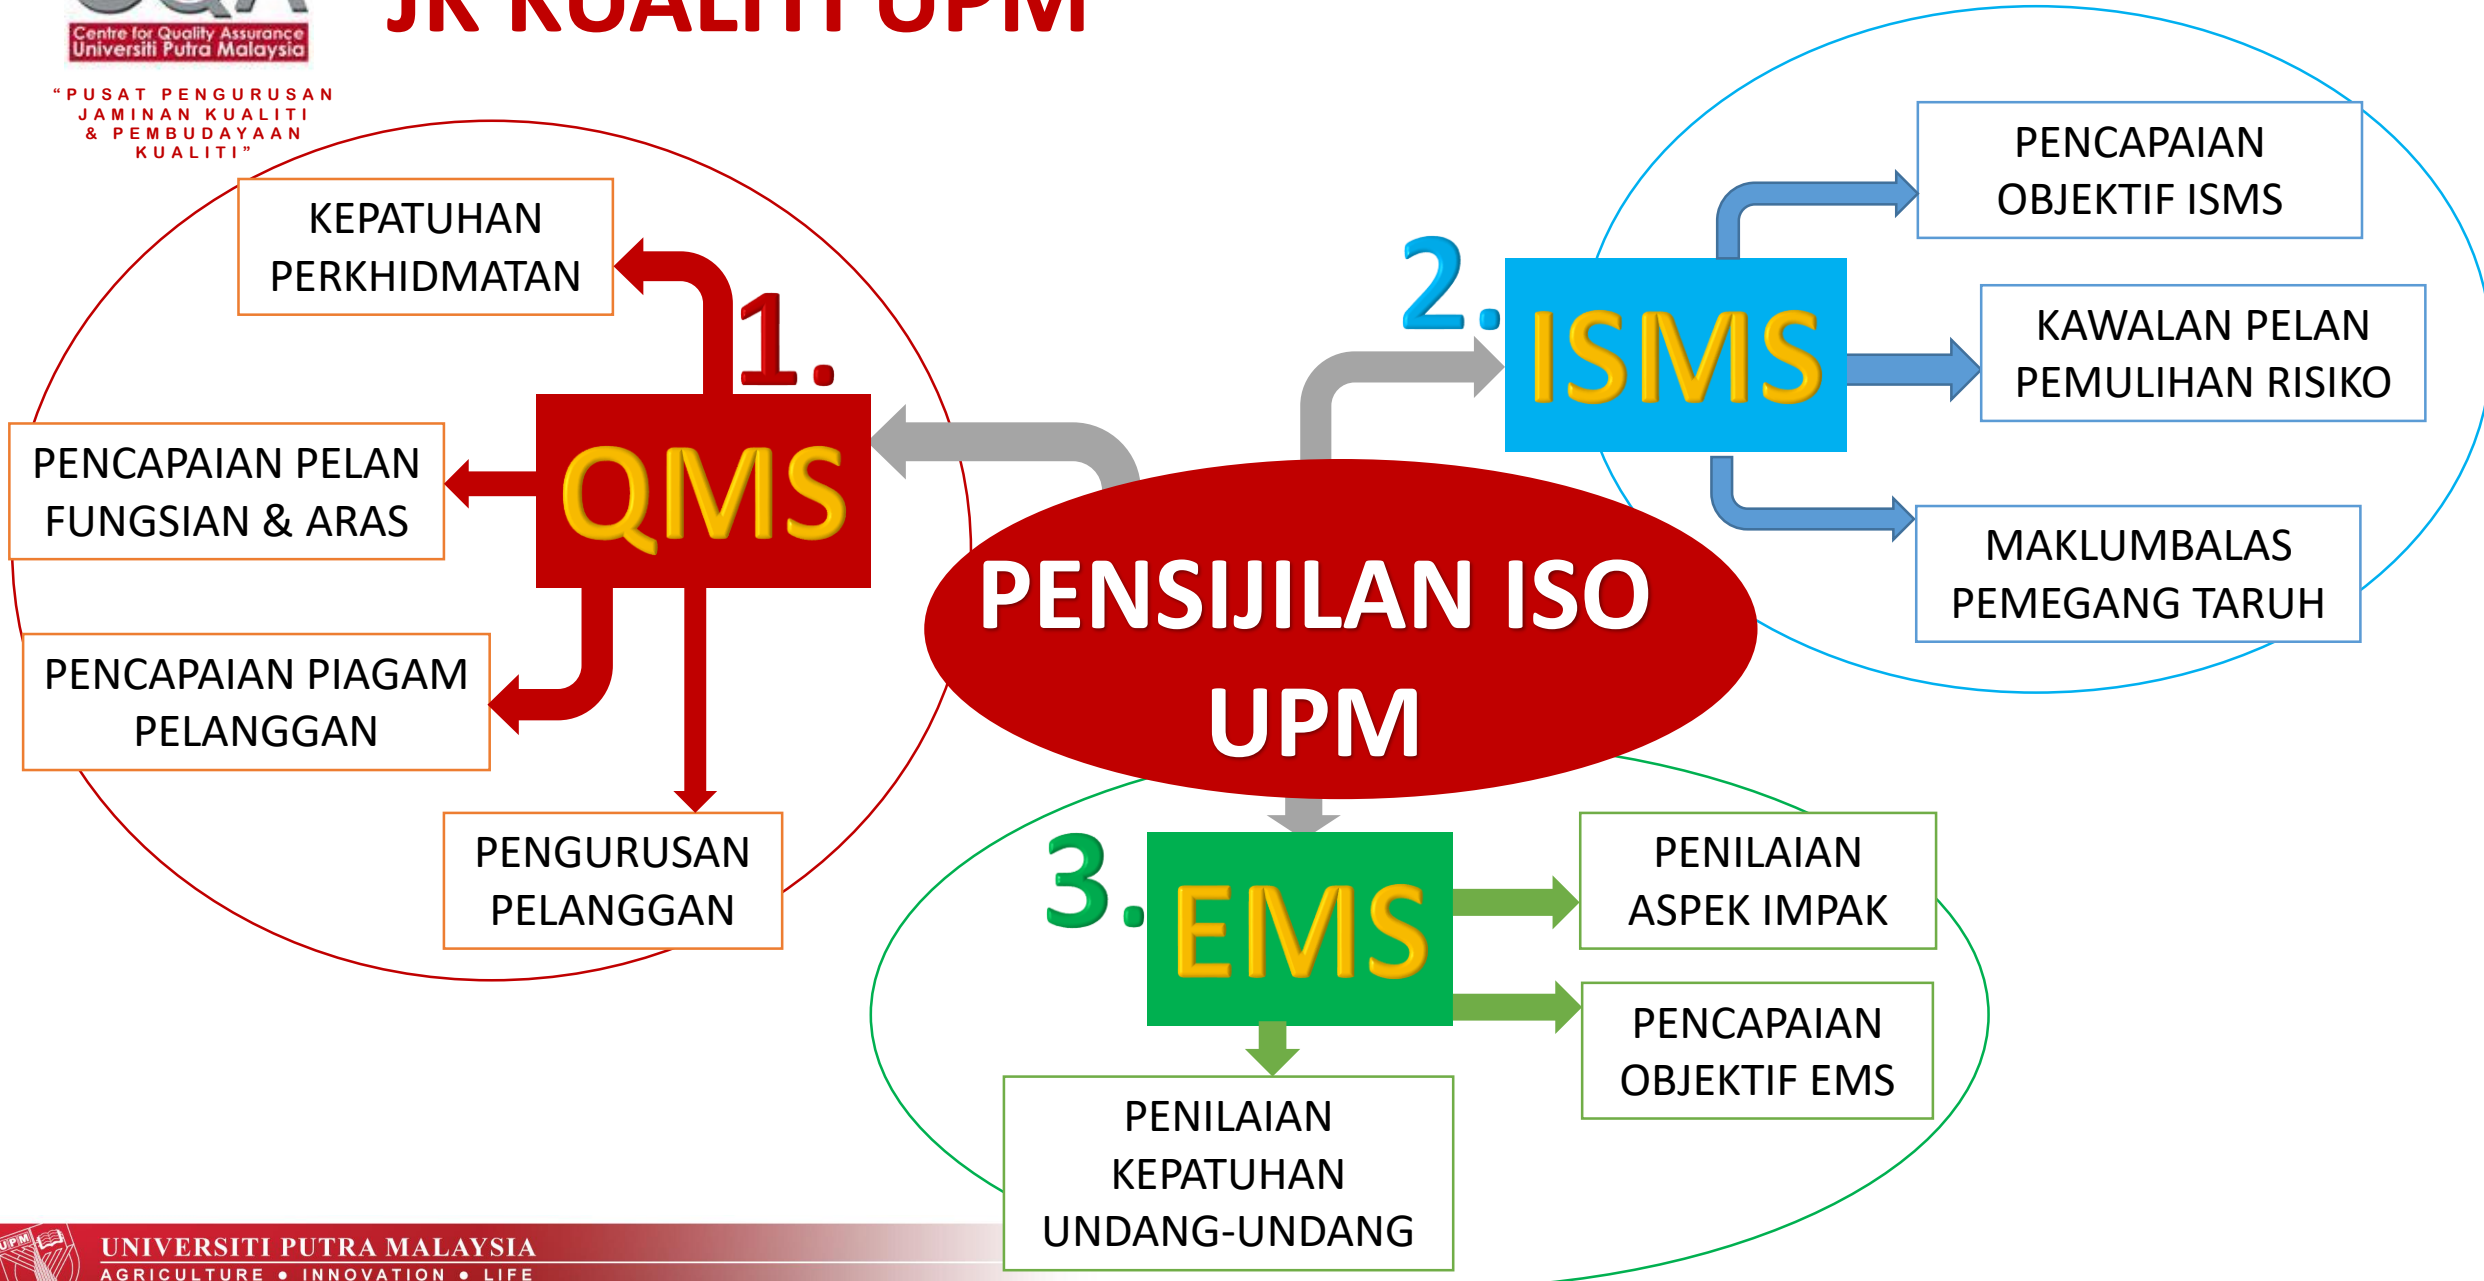 CQA
Centre for Quality Assurance
Universiti Putra Malaysia
"PUSAT PENGURUSAN
JAMINAN KUALITI
& PEMBUDAYAAN
KUALITI"
JK KUALITI UPM
1.
QMS
KEPATUHAN
PERKHIDMATAN
PENCAPAIAN PELAN
FUNGSIAN & ARAS
PENCAPAIAN PIAGAM
PELANGGAN
PENGURUSAN
PELANGGAN
PENSIJILAN ISO
UPM
2.
ISMS
PENCAPAIAN
OBJEKTIF ISMS
KAWALAN PELAN
PEMULIHAN RISIKO
MAKLUMBALAS
PEMEGANG TARUH
3.
EMS
PENILAIAN
ASPEK IMPAK
PENCAPAIAN
OBJEKTIF EMS
PENILAIAN
KEPATUHAN
UNDANG-UNDANG
UPM
UNIVERSITI PUTRA MALAYSIA
AGRICULTURE • INNOVATION • LIFE